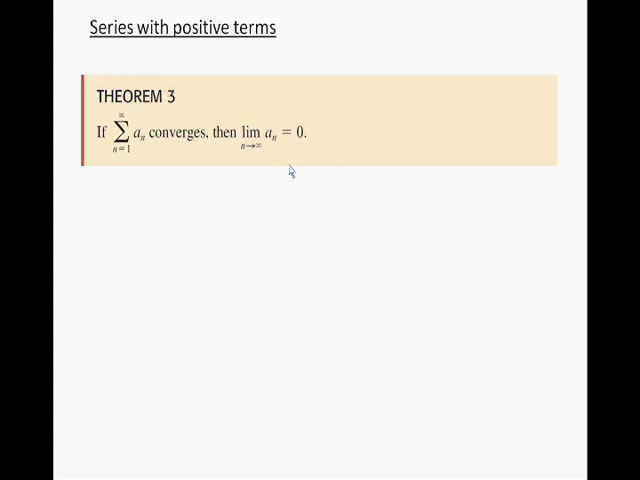 Series with positive terms
THEOREM 3
If ∑_{n=1}^{∞} a_n converges, then lim_{n→∞} a_n = 0.